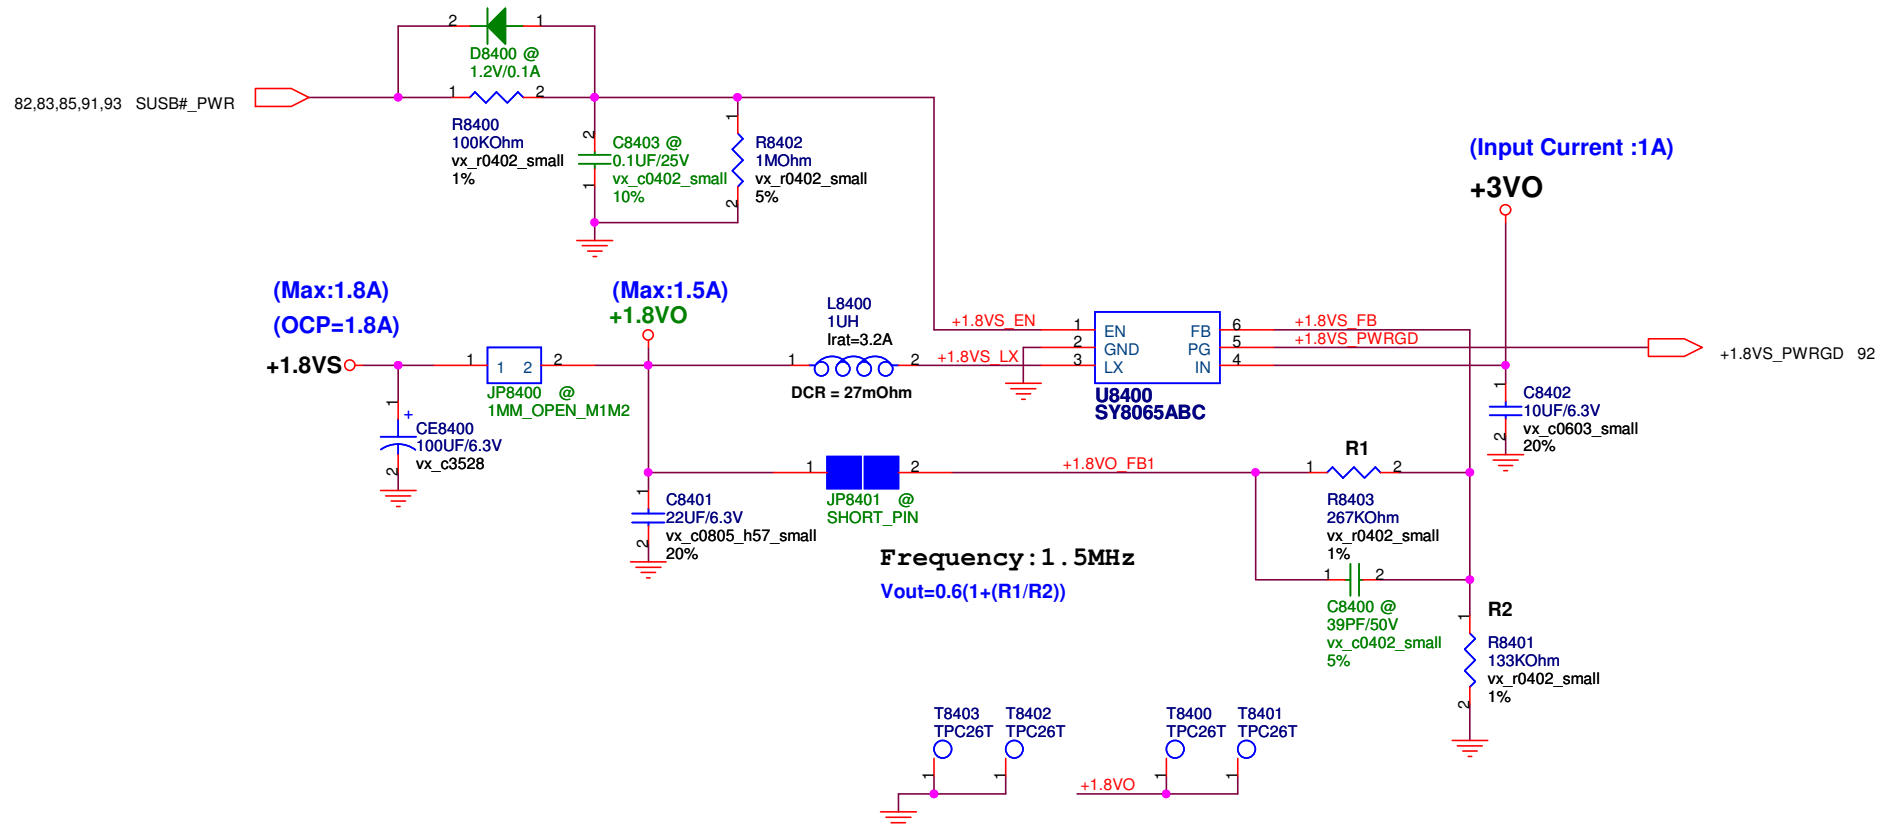 2
1
D8400 @
1.2V/0.1A
82,83,85,91,93 SUSB#_PWR
1
2
R8400
100KOhm
vx_r0402_small
1%
2
C8403 @
0.1UF/25V
vx_c0402_small
10%
1
1
R8402
1MOhm
vx_r0402_small
5%
2
(Input Current :1A)
+3VO
(Max:1.8A)
(OCP=1.8A)
+1.8VS
(Max:1.5A)
+1.8VO
1
1 2
2
JP8400 @
1MM_OPEN_M1M2
1
+
CE8400
100UF/6.3V
vx_c3528
2
L8400
1UH
Irat=3.2A
1
2
DCR = 27mOhm
+1.8VS_EN
+1.8VS_LX
1
2
3
EN
GND
LX
FB
PG
IN
6
5
4
U8400
SY8065ABC
+1.8VS_FB
+1.8VS_PWRGD
+1.8VS_PWRGD 92
1
C8402
10UF/6.3V
vx_c0603_small
20%
2
1
C8401
22UF/6.3V
vx_c0805_h57_small
20%
2
1
2
JP8401 @
SHORT_PIN
+1.8VO_FB1
R1
1
2
R8403
267KOhm
vx_r0402_small
1%
1
2
C8400 @
39PF/50V
vx_c0402_small
5%
Frequency:1.5MHz
Vout=0.6(1+(R1/R2))
R2
1
R8401
133KOhm
vx_r0402_small
1%
2
T8403
TPC26T
1
T8402
TPC26T
1
+1.8VO
T8400
TPC26T
1
T8401
TPC26T
1